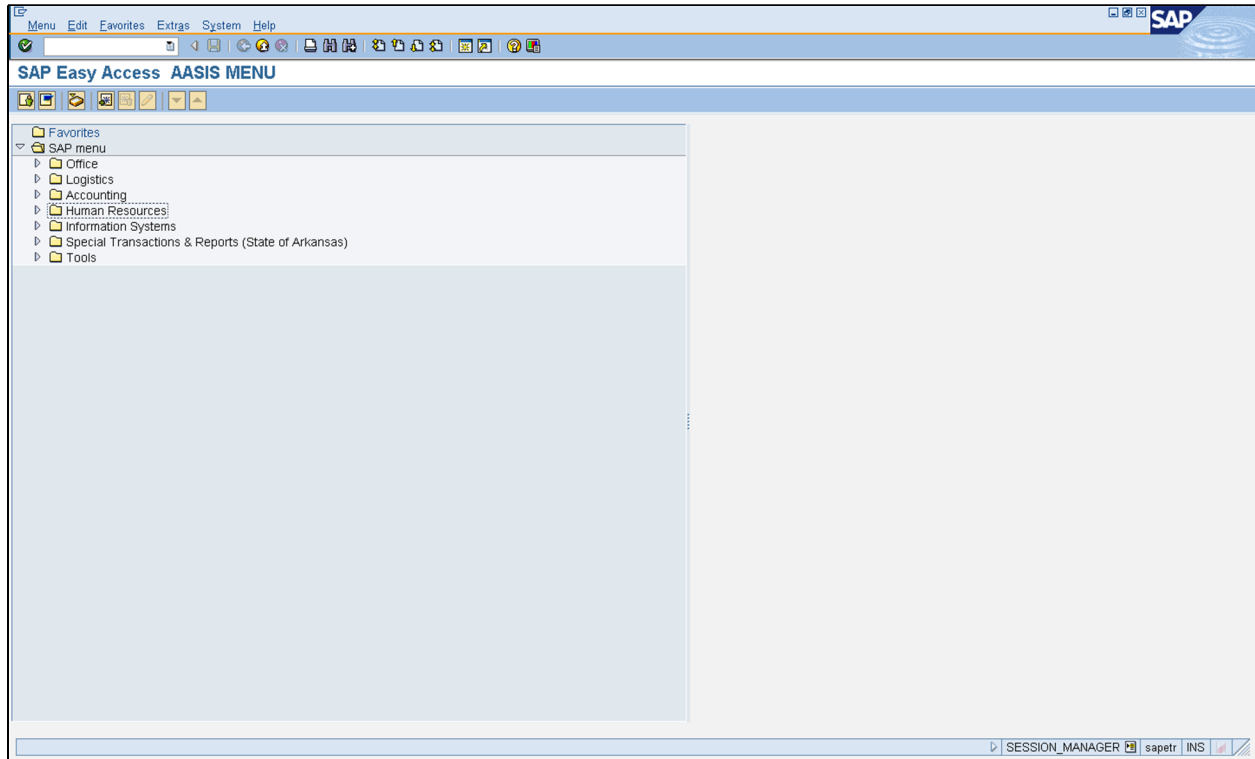 Menu Edit Favorites Extras System Help
SAP
SAP Easy Access AASIS MENU
Favorites
SAP menu
Office
Logistics
Accounting
Human Resources
Information Systems
Special Transactions & Reports (State of Arkansas)
Tools
SESSION_MANAGER sapetr INS